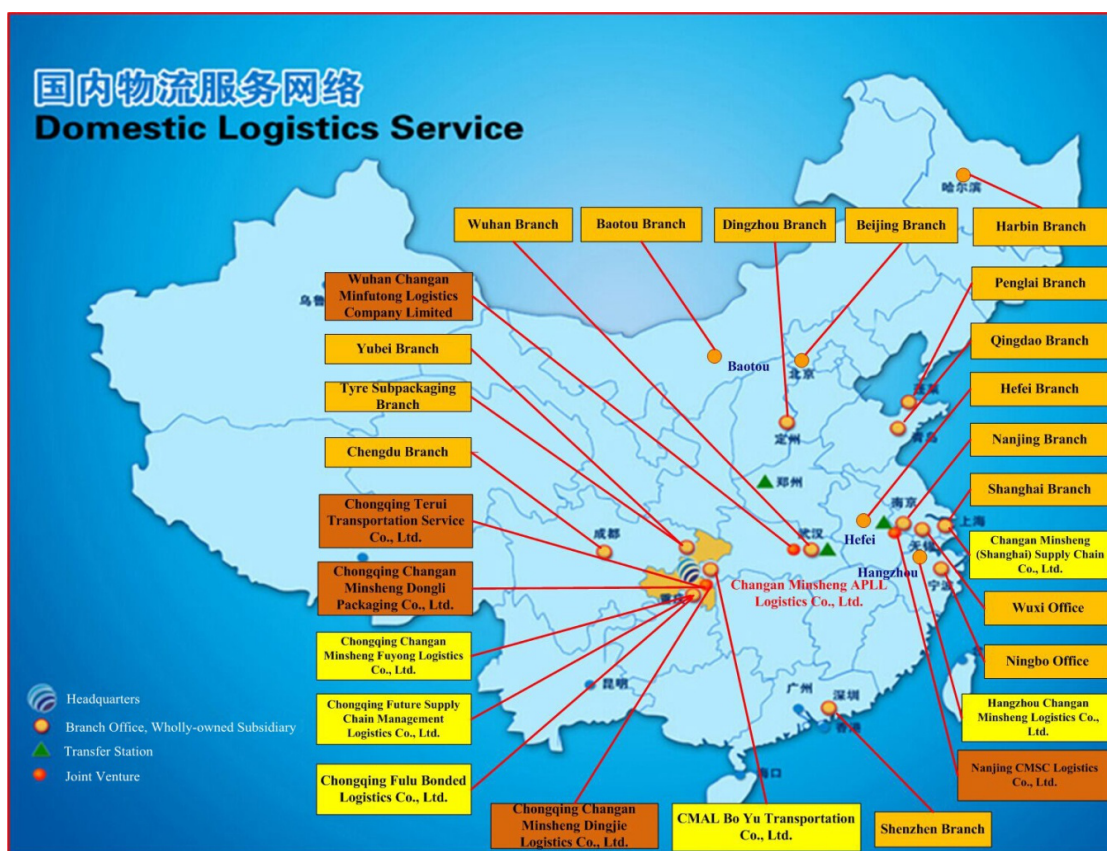 国内物流服务网络
Domestic Logistics Service
哈尔滨
Wuhan Branch
Baotou Branch
Dingzhou Branch
Beijing Branch
Harbin Branch
Wuhan Changan
Minfutong Logistics
Company Limited
Penglai Branch
乌鲁
Yubei Branch
Qingdao Branch
Baotou
北京
Tyre Subpackaging
Branch
Hefei Branch
青岛
定州
Chengdu Branch
Nanjing Branch
郑州
Shanghai Branch
南京
Chongqing Terui
Transportation Service
Co., Ltd.
成都
武汉
Hefei
上海
无锡
Changan Minsheng
(Shanghai) Supply Chain
Co., Ltd.
Hangzhou
宁波
Chongqing Changan
Minsheng Dongli
Packaging Co., Ltd.
重庆
Changan Minsheng APLL
Logistics Co., Ltd.
Wuxi Office
Chongqing Changan
Minsheng Fuyong Logistics
Co., Ltd.
Ningbo Office
昆明
广州
深圳
香港
Headquarters
Branch Office, Wholly-owned Subsidiary
Transfer Station
Joint Venture
Chongqing Future Supply
Chain Management
Logistics Co., Ltd.
Hangzhou Changan
Minsheng Logistics Co.,
Ltd.
Chongqing Fulu Bonded
Logistics Co., Ltd.
海口
Nanjing CMSC Logistics
Co., Ltd.
Chongqing Changan
Minsheng Dingjie
Logistics Co., Ltd.
CMAL Bo Yu Transportation
Co., Ltd.
Shenzhen Branch